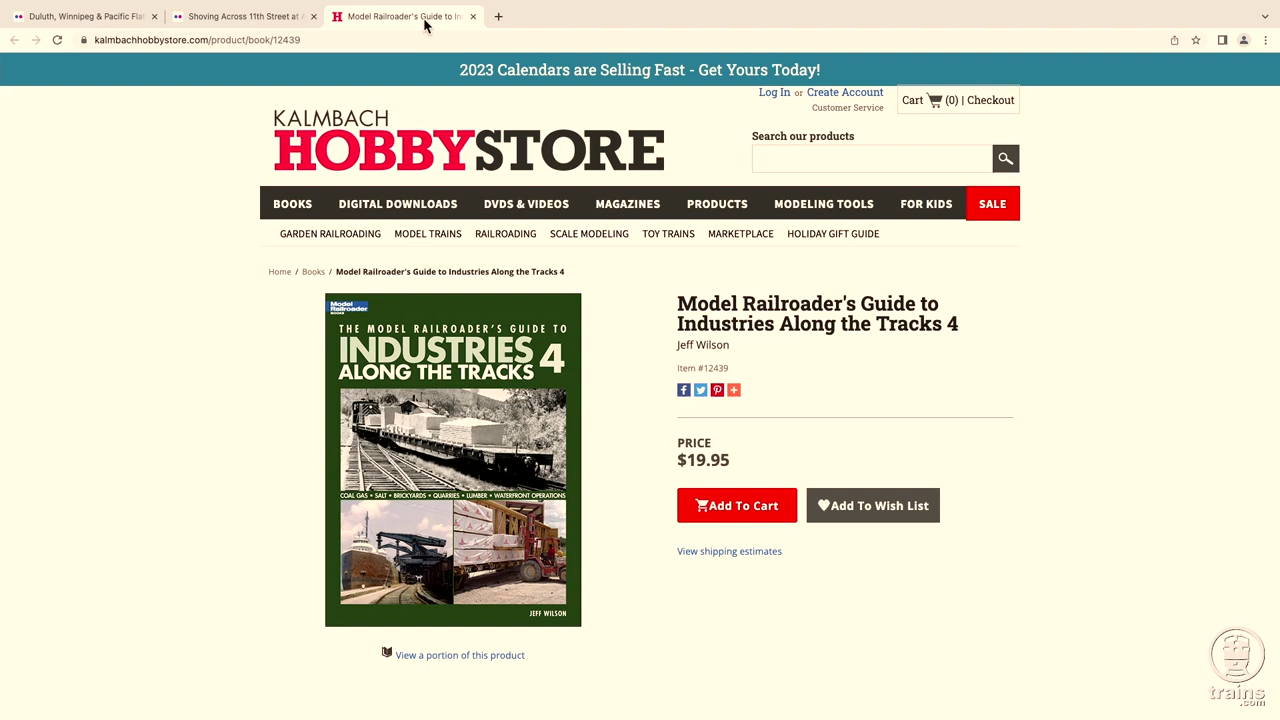 Duluth, Winnipeg & Pacific Fla
Shoving Across 11th Street at
Model Railroader's Guide to In
kalmbachhobbystore.com/product/book/12439
2023 Calendars are Selling Fast - Get Yours Today!
Log In or Create Account
Customer Service
Cart (0) | Checkout
KALMBACH
HOBBYSTORE
Search our products
BOOKS DIGITAL DOWNLOADS DVDS & VIDEOS MAGAZINES PRODUCTS MODELING TOOLS FOR KIDS SALE
GARDEN RAILROADING MODEL TRAINS RAILROADING SCALE MODELING TOY TRAINS MARKETPLACE HOLIDAY GIFT GUIDE
Home / Books / Model Railroader's Guide to Industries Along the Tracks 4
Model Railroader BOOKS
THE MODEL RAILROADER'S GUIDE TO
INDUSTRIES 4
ALONG THE TRACKS
COAL GAS • SALT • BRICKYARDS • QUARRIES • LUMBER • WATERFRONT OPERATIONS
JEFF WILSON
View a portion of this product
Model Railroader's Guide to
Industries Along the Tracks 4
Jeff Wilson
Item #12439
PRICE
$19.95
Add To Cart
Add To Wish List
View shipping estimates
trains
.com